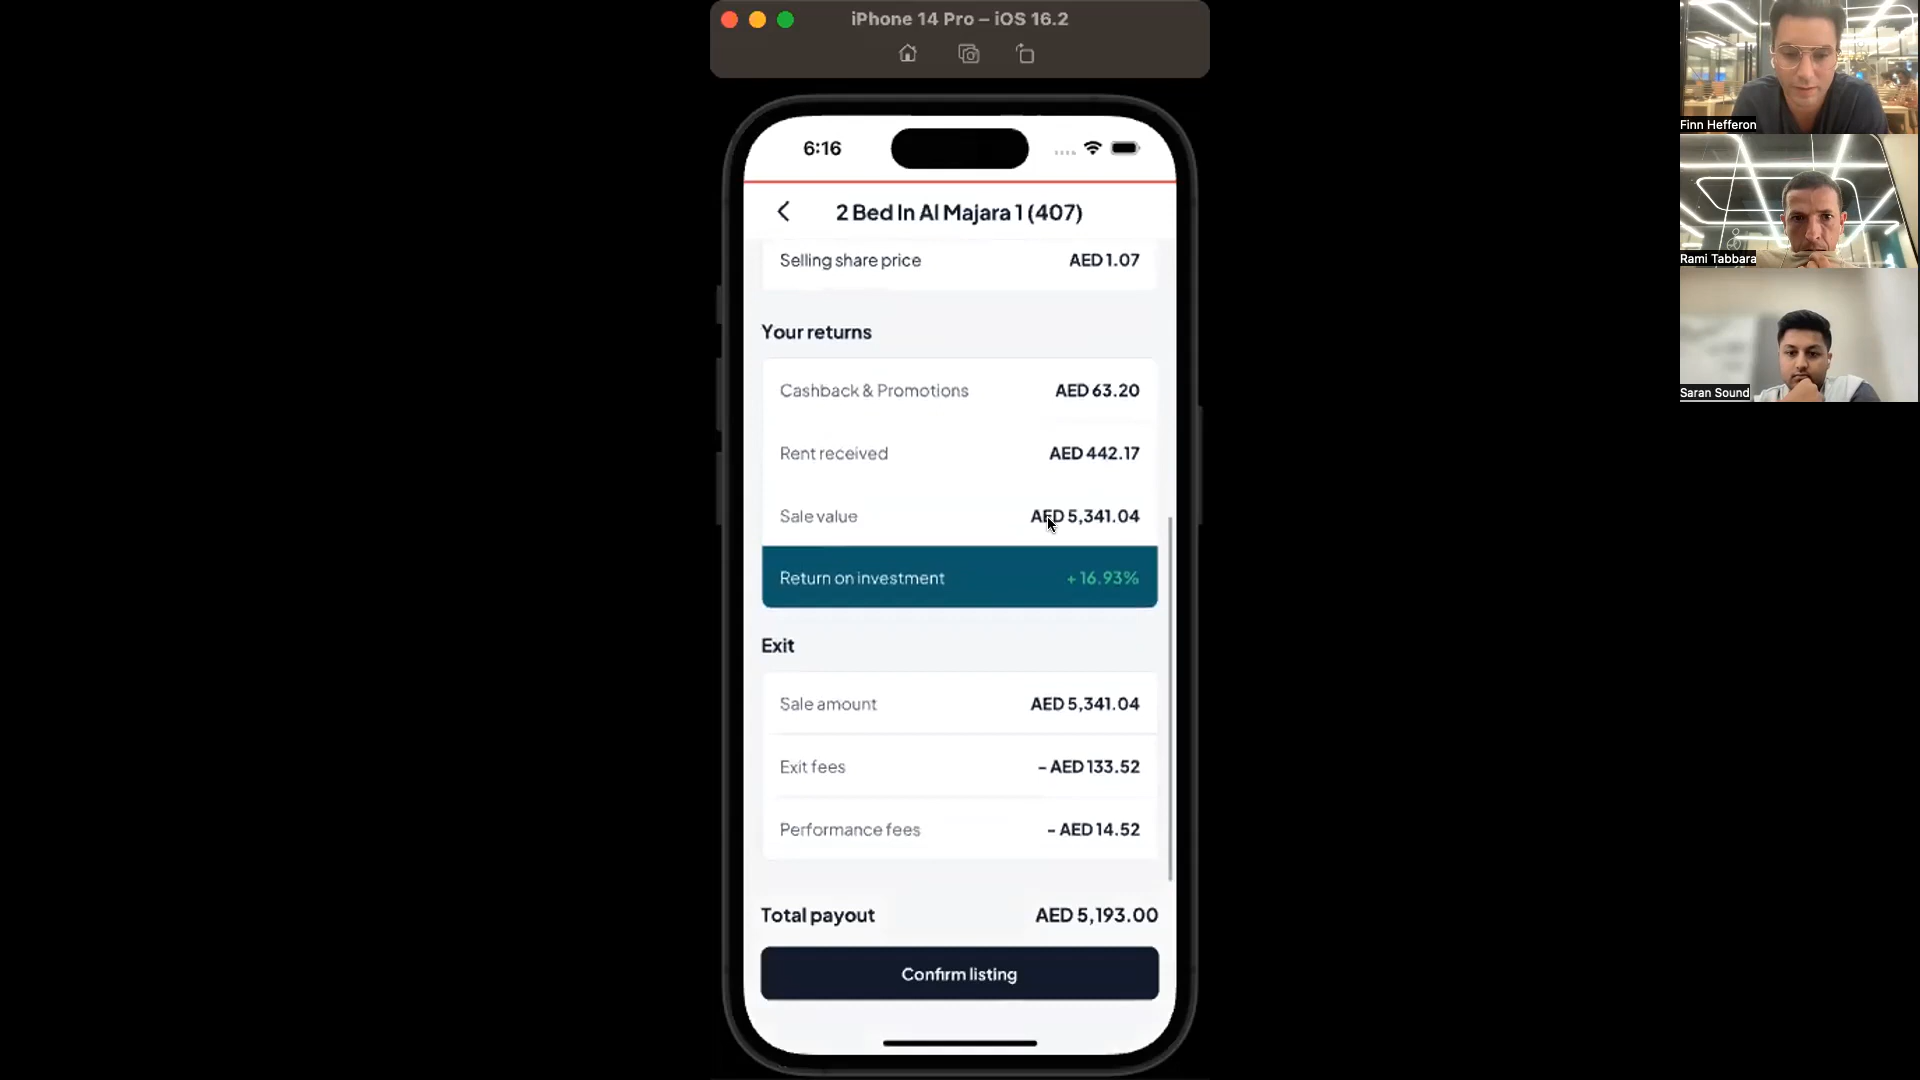 iPhone 14 Pro – iOS 16.2
6:16
2 Bed In Al Majara 1 (407)
Selling share price AED 1.07
Your returns
Cashback & Promotions AED 63.20
Rent received AED 442.17
Sale value AED 5,341.04
Return on investment + 16.93%
Exit
Sale amount AED 5,341.04
Exit fees – AED 133.52
Performance fees – AED 14.52
Total payout AED 5,193.00
Confirm listing
Finn Hefferon
Rami Tabbara
Saran Sound